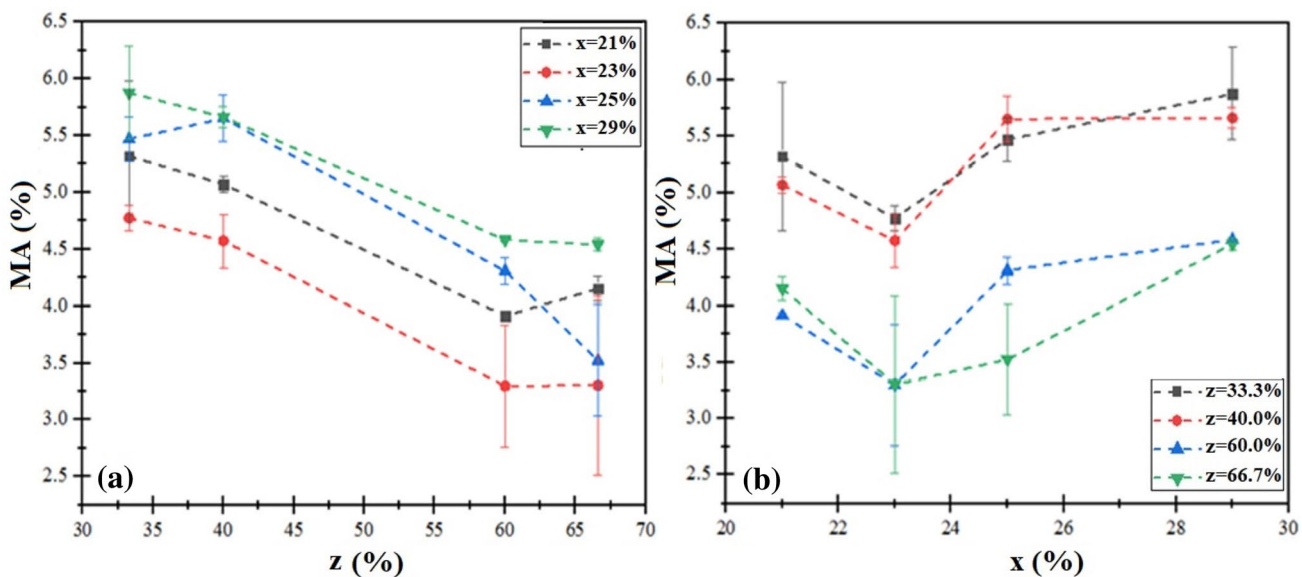 6.5
6.0
5.5
5.0
4.5
4.0
3.5
3.0
2.5
MA (%)
x=21%
x=23%
x=25%
x=29%
(a)
30 35 40 45 50 55 60 65 70
z (%)
6.5
6.0
5.5
5.0
4.5
4.0
3.5
3.0
2.5
MA (%)
z=33.3%
z=40.0%
z=60.0%
z=66.7%
(b)
20 22 24 26 28 30
x (%)